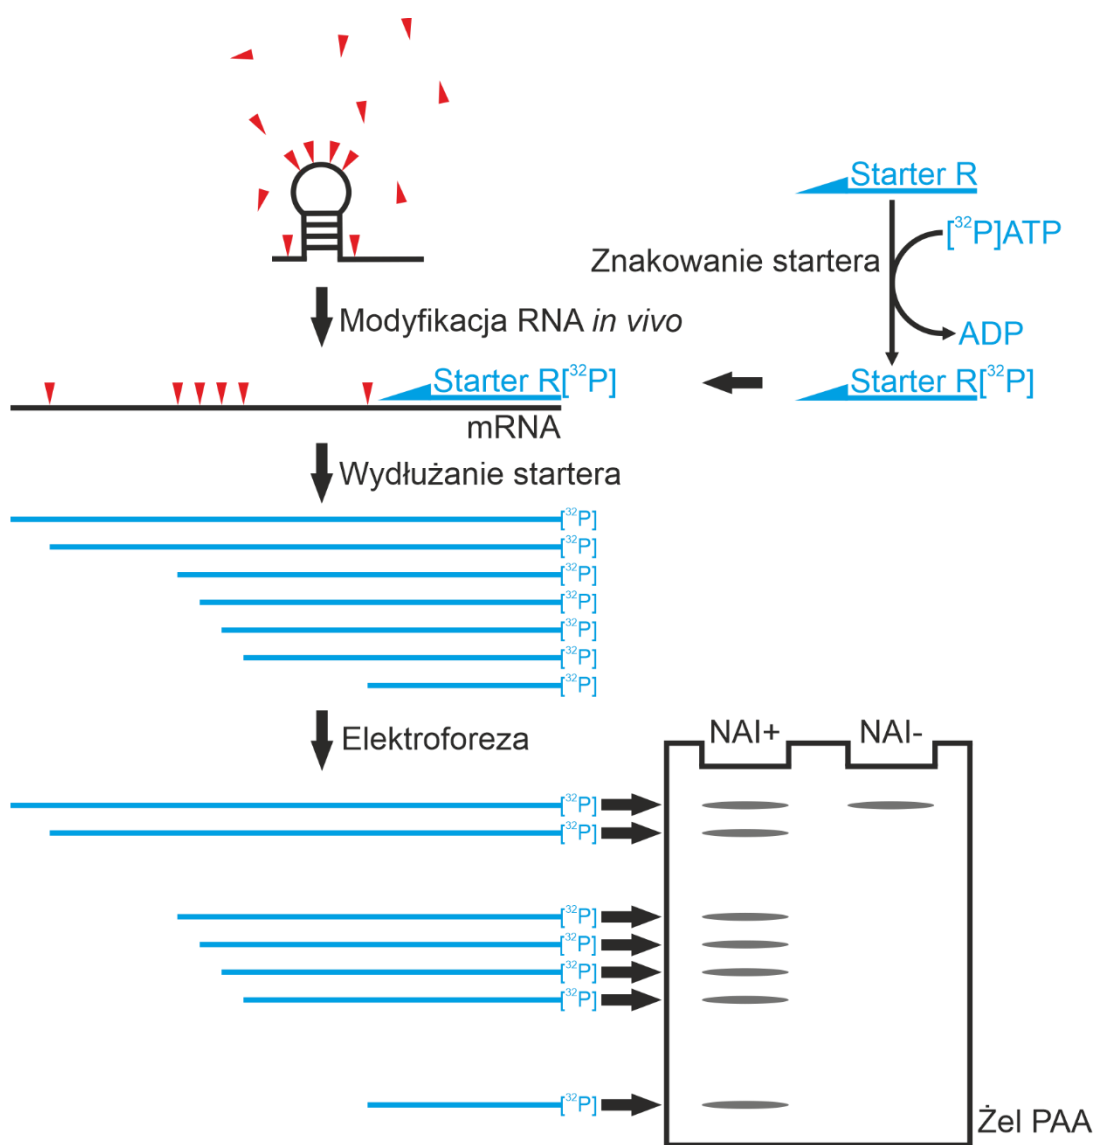 Starter R
[³²P]ATP
Znakowanie startera
ADP
Modyfikacja RNA in vivo
Starter R[³²P]
Starter R[³²P]
mRNA
Wydłużanie startera
[³²P]
[³²P]
[³²P]
[³²P]
[³²P]
[³²P]
[³²P]
Elektroforeza
NAI+ NAI-
[³²P]
[³²P]
[³²P]
[³²P]
[³²P]
[³²P]
[³²P]
Żel PAA